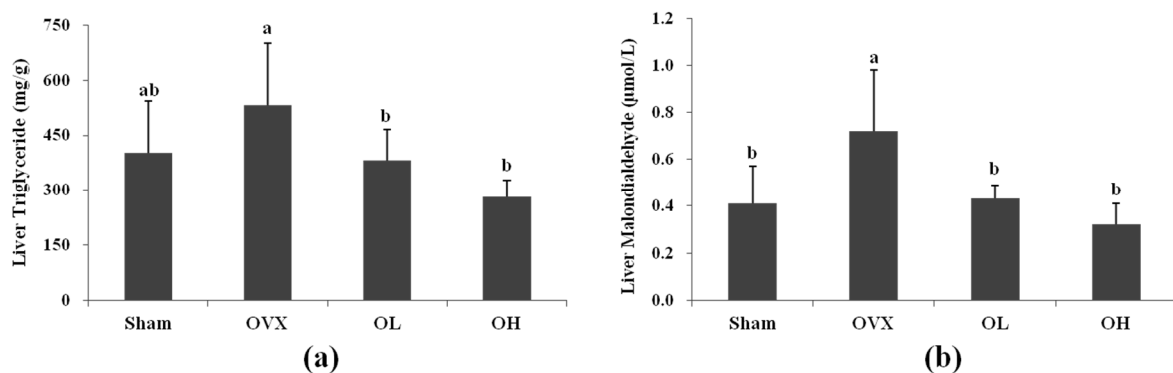 Liver Triglyceride (mg/g)
750
600
450
300
150
0
ab
a
b
b
Sham OVX OL OH
(a)
Liver Malondialdehyde (µmol/L)
1.2
1.0
0.8
0.6
0.4
0.2
0.0
b
a
b
b
Sham OVX OL OH
(b)